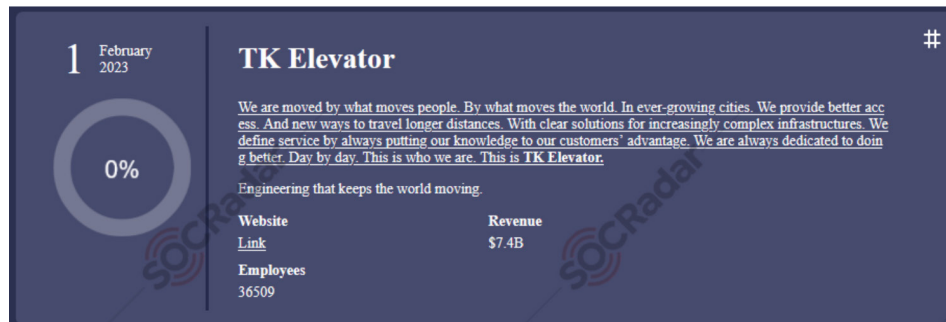 1
February
2023
0%
TK Elevator
#
We are moved by what moves people. By what moves the world. In ever-growing cities. We provide better acc
ess. And new ways to travel longer distances. With clear solutions for increasingly complex infrastructures. We
define service by always putting our knowledge to our customers’ advantage. We are always dedicated to doin
g better. Day by day. This is who we are. This is TK Elevator.
Engineering that keeps the world moving.
Website
Link
Revenue
$7.4B
Employees
36509
SOCRadar
SOCRadar